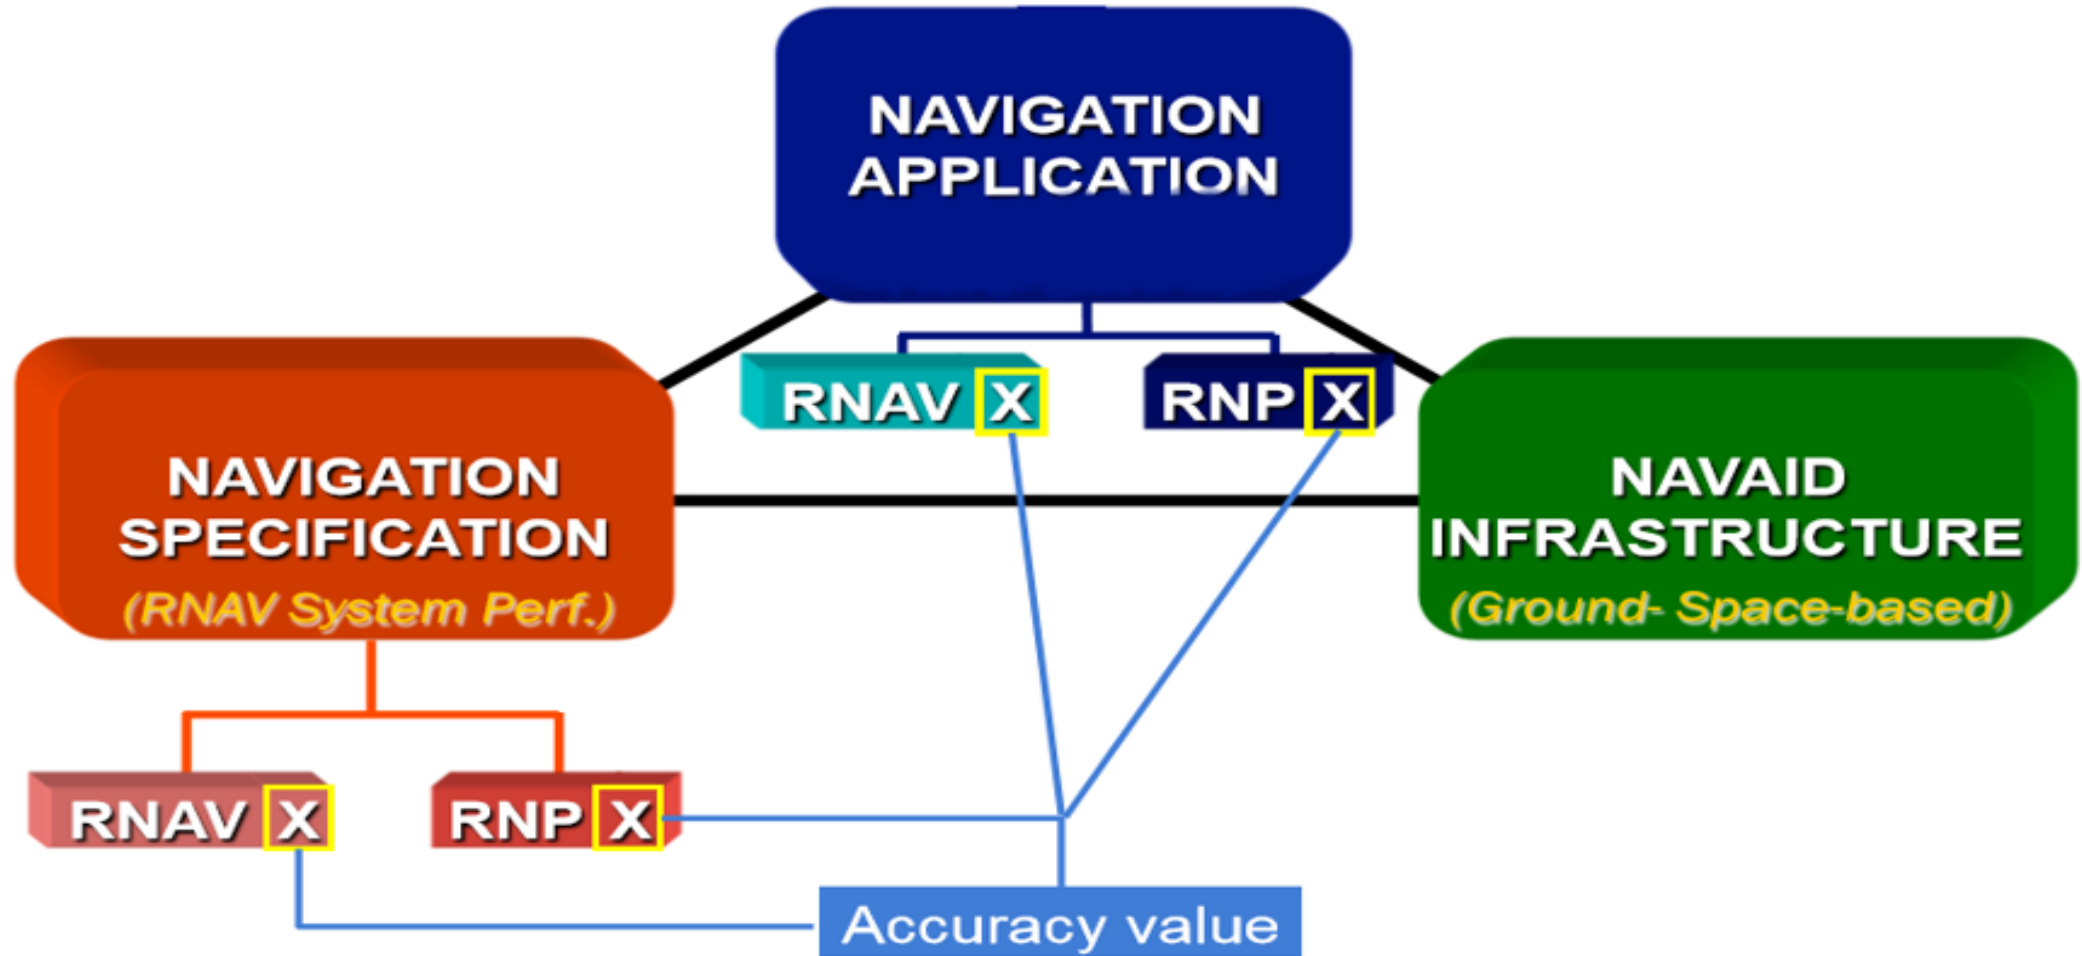 NAVIGATION
APPLICATION
RNAV X
RNP X
NAVIGATION
SPECIFICATION
(RNAV System Perf.)
NAVAID
INFRASTRUCTURE
(Ground- Space-based)
RNAV X
RNP X
Accuracy value